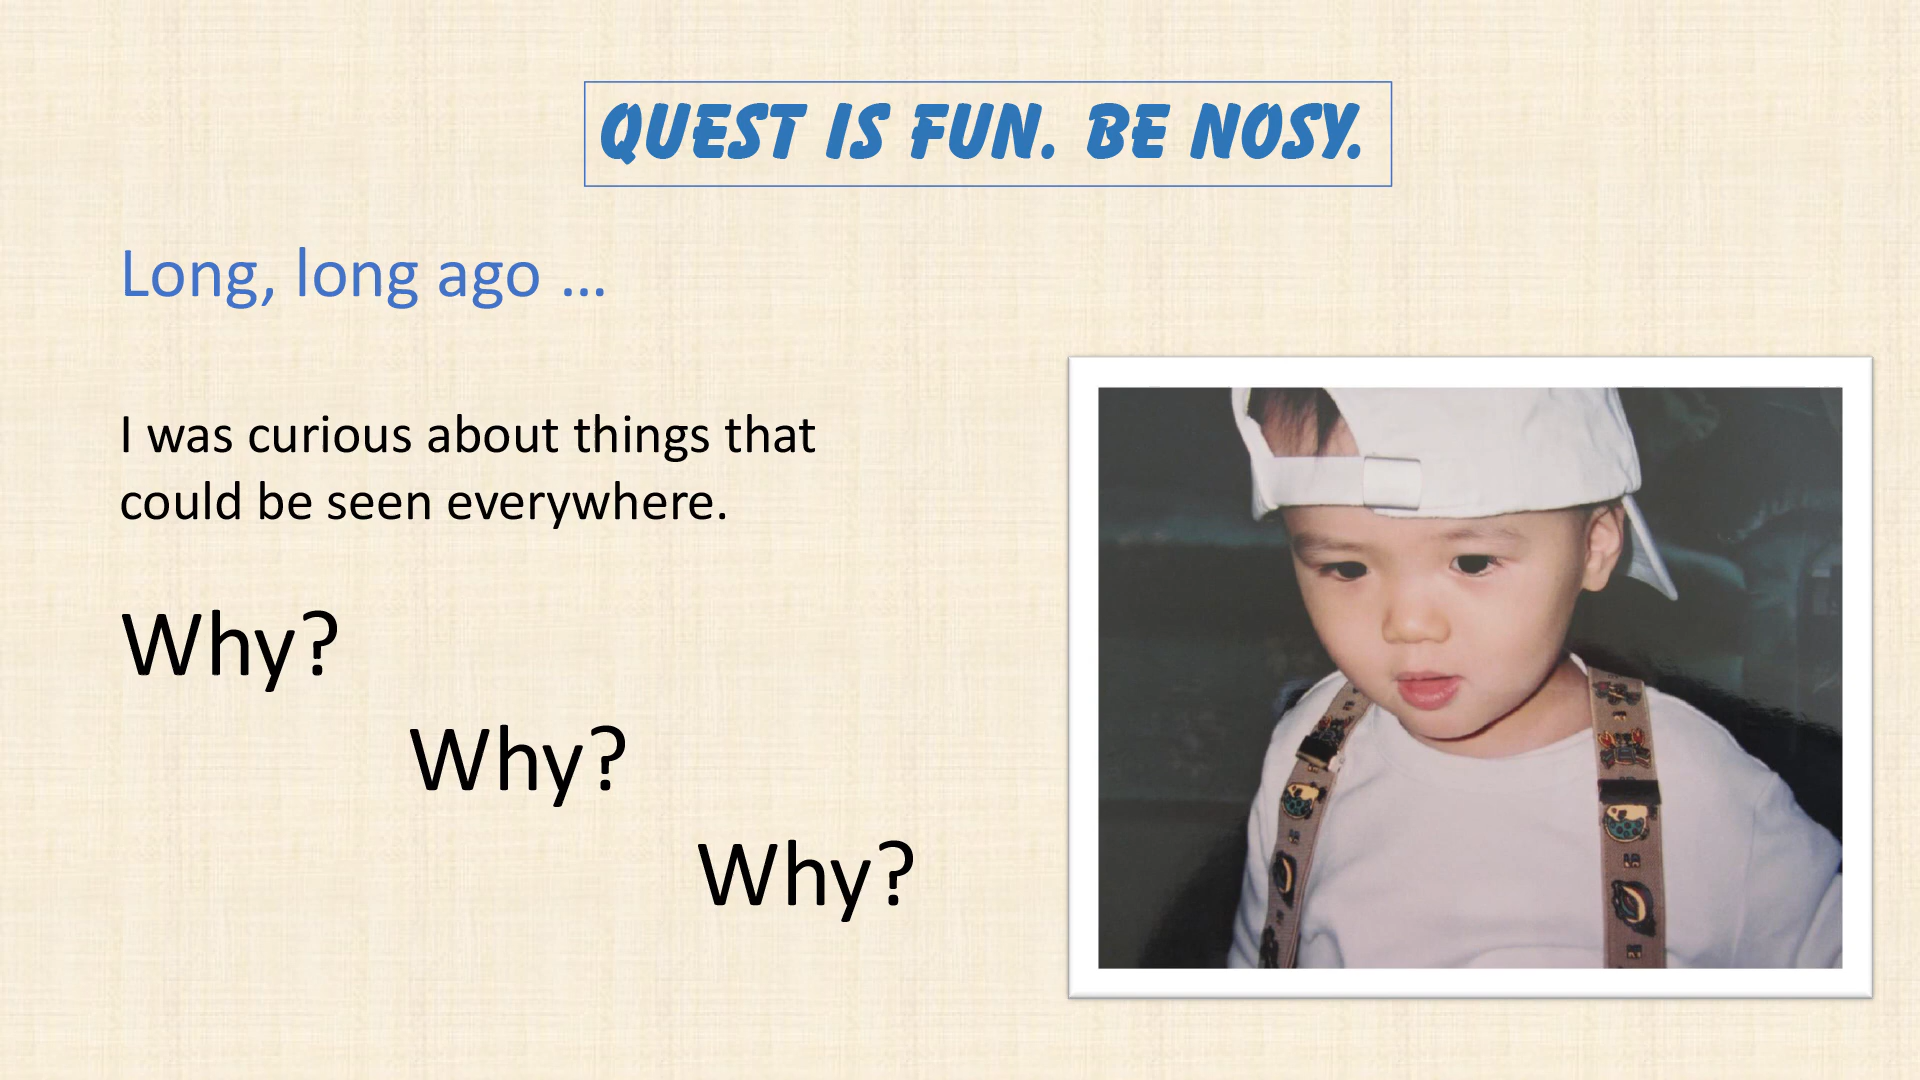 QUEST IS FUN. BE NOSY.
Long, long ago ...
I was curious about things that
could be seen everywhere.
Why?
Why?
Why?